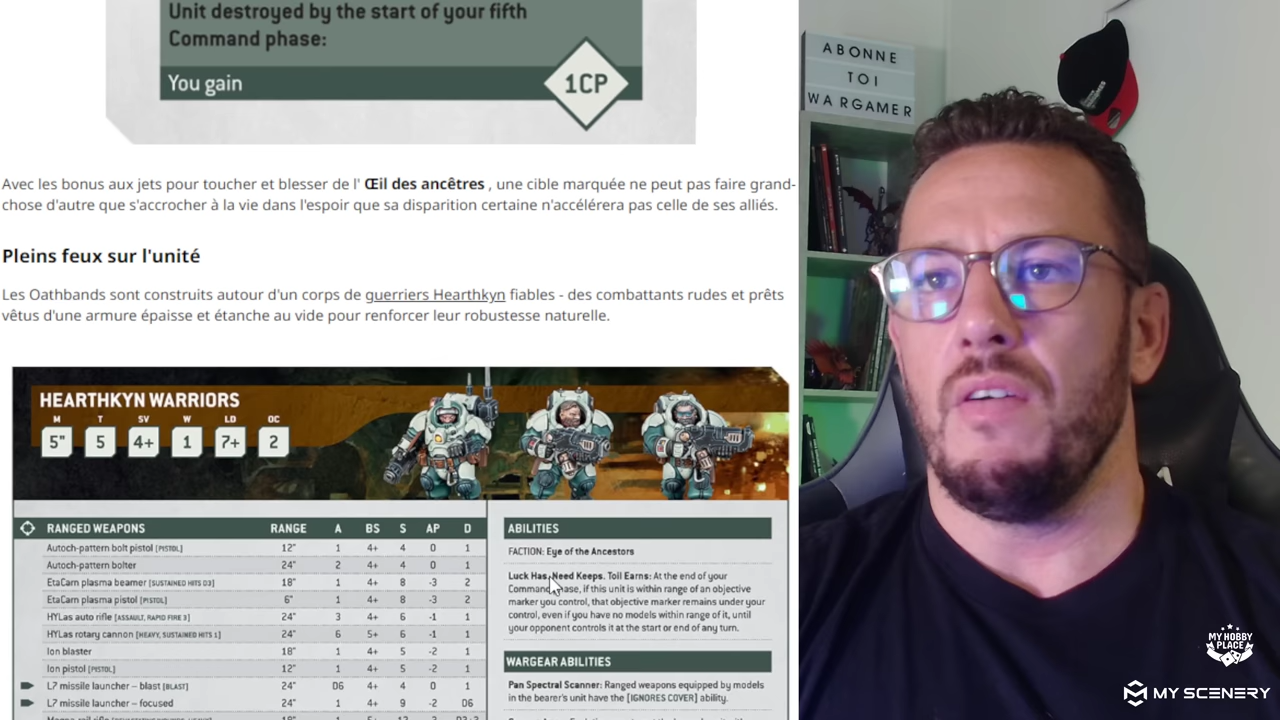 Unit destroyed by the start of your fifth
Command phase:
You gain
1CP
Avec les bonus aux jets pour toucher et blesser de l' Œil des ancêtres , une cible marquée ne peut pas faire grand-
chose d'autre que s'accrocher à la vie dans l'espoir que sa disparition certaine n'accélérera pas celle de ses alliés.
Pleins feux sur l'unité
Les Oathbands sont construits autour d'un corps de guerriers Hearthkyn fiables - des combattants rudes et prêts
vêtus d'une armure épaisse et étanche au vide pour renforcer leur robustesse naturelle.
HEARTHKYN WARRIORS
M T SV W LD OC
5" 5 4+ 1 7+ 2
RANGED WEAPONS RANGE A BS S AP D
Autoch-pattern bolt pistol [PISTOL] 12" 1 4+ 4 0 1
Autoch-pattern bolter 24" 2 4+ 4 0 1
EtaCarn plasma beamer [SUSTAINED HITS D3] 18" 1 4+ 8 -3 2
EtaCarn plasma pistol [PISTOL] 6" 1 4+ 8 -3 2
HYLas auto rifle [ASSAULT, RAPID FIRE 3] 24" 3 4+ 6 -1 1
HYLas rotary cannon [HEAVY, SUSTAINED HITS 1] 24" 6 5+ 6 -1 1
Ion blaster 18" 1 4+ 5 -2 1
Ion pistol [PISTOL] 12" 1 4+ 5 -2 1
L7 missile launcher – blast [BLAST] 24" D6 4+ 4 0 1
L7 missile launcher – focused 24" 1 4+ 9 -2 D6
ABILITIES
FACTION: Eye of the Ancestors
Luck Has, Need Keeps, Toil Earns: At the end of your
Command phase, if this unit is within range of an objective
marker you control, that objective marker remains under your
control, even if you have no models within range of it, until
your opponent controls it at the start or end of any turn.
WARGEAR ABILITIES
Pan Spectral Scanner: Ranged weapons equipped by models
in the bearer's unit have the [IGNORES COVER] ability.
ABONNE
TOI
WARGAMER
MY HOBBY
PLACE
MY SCENERY